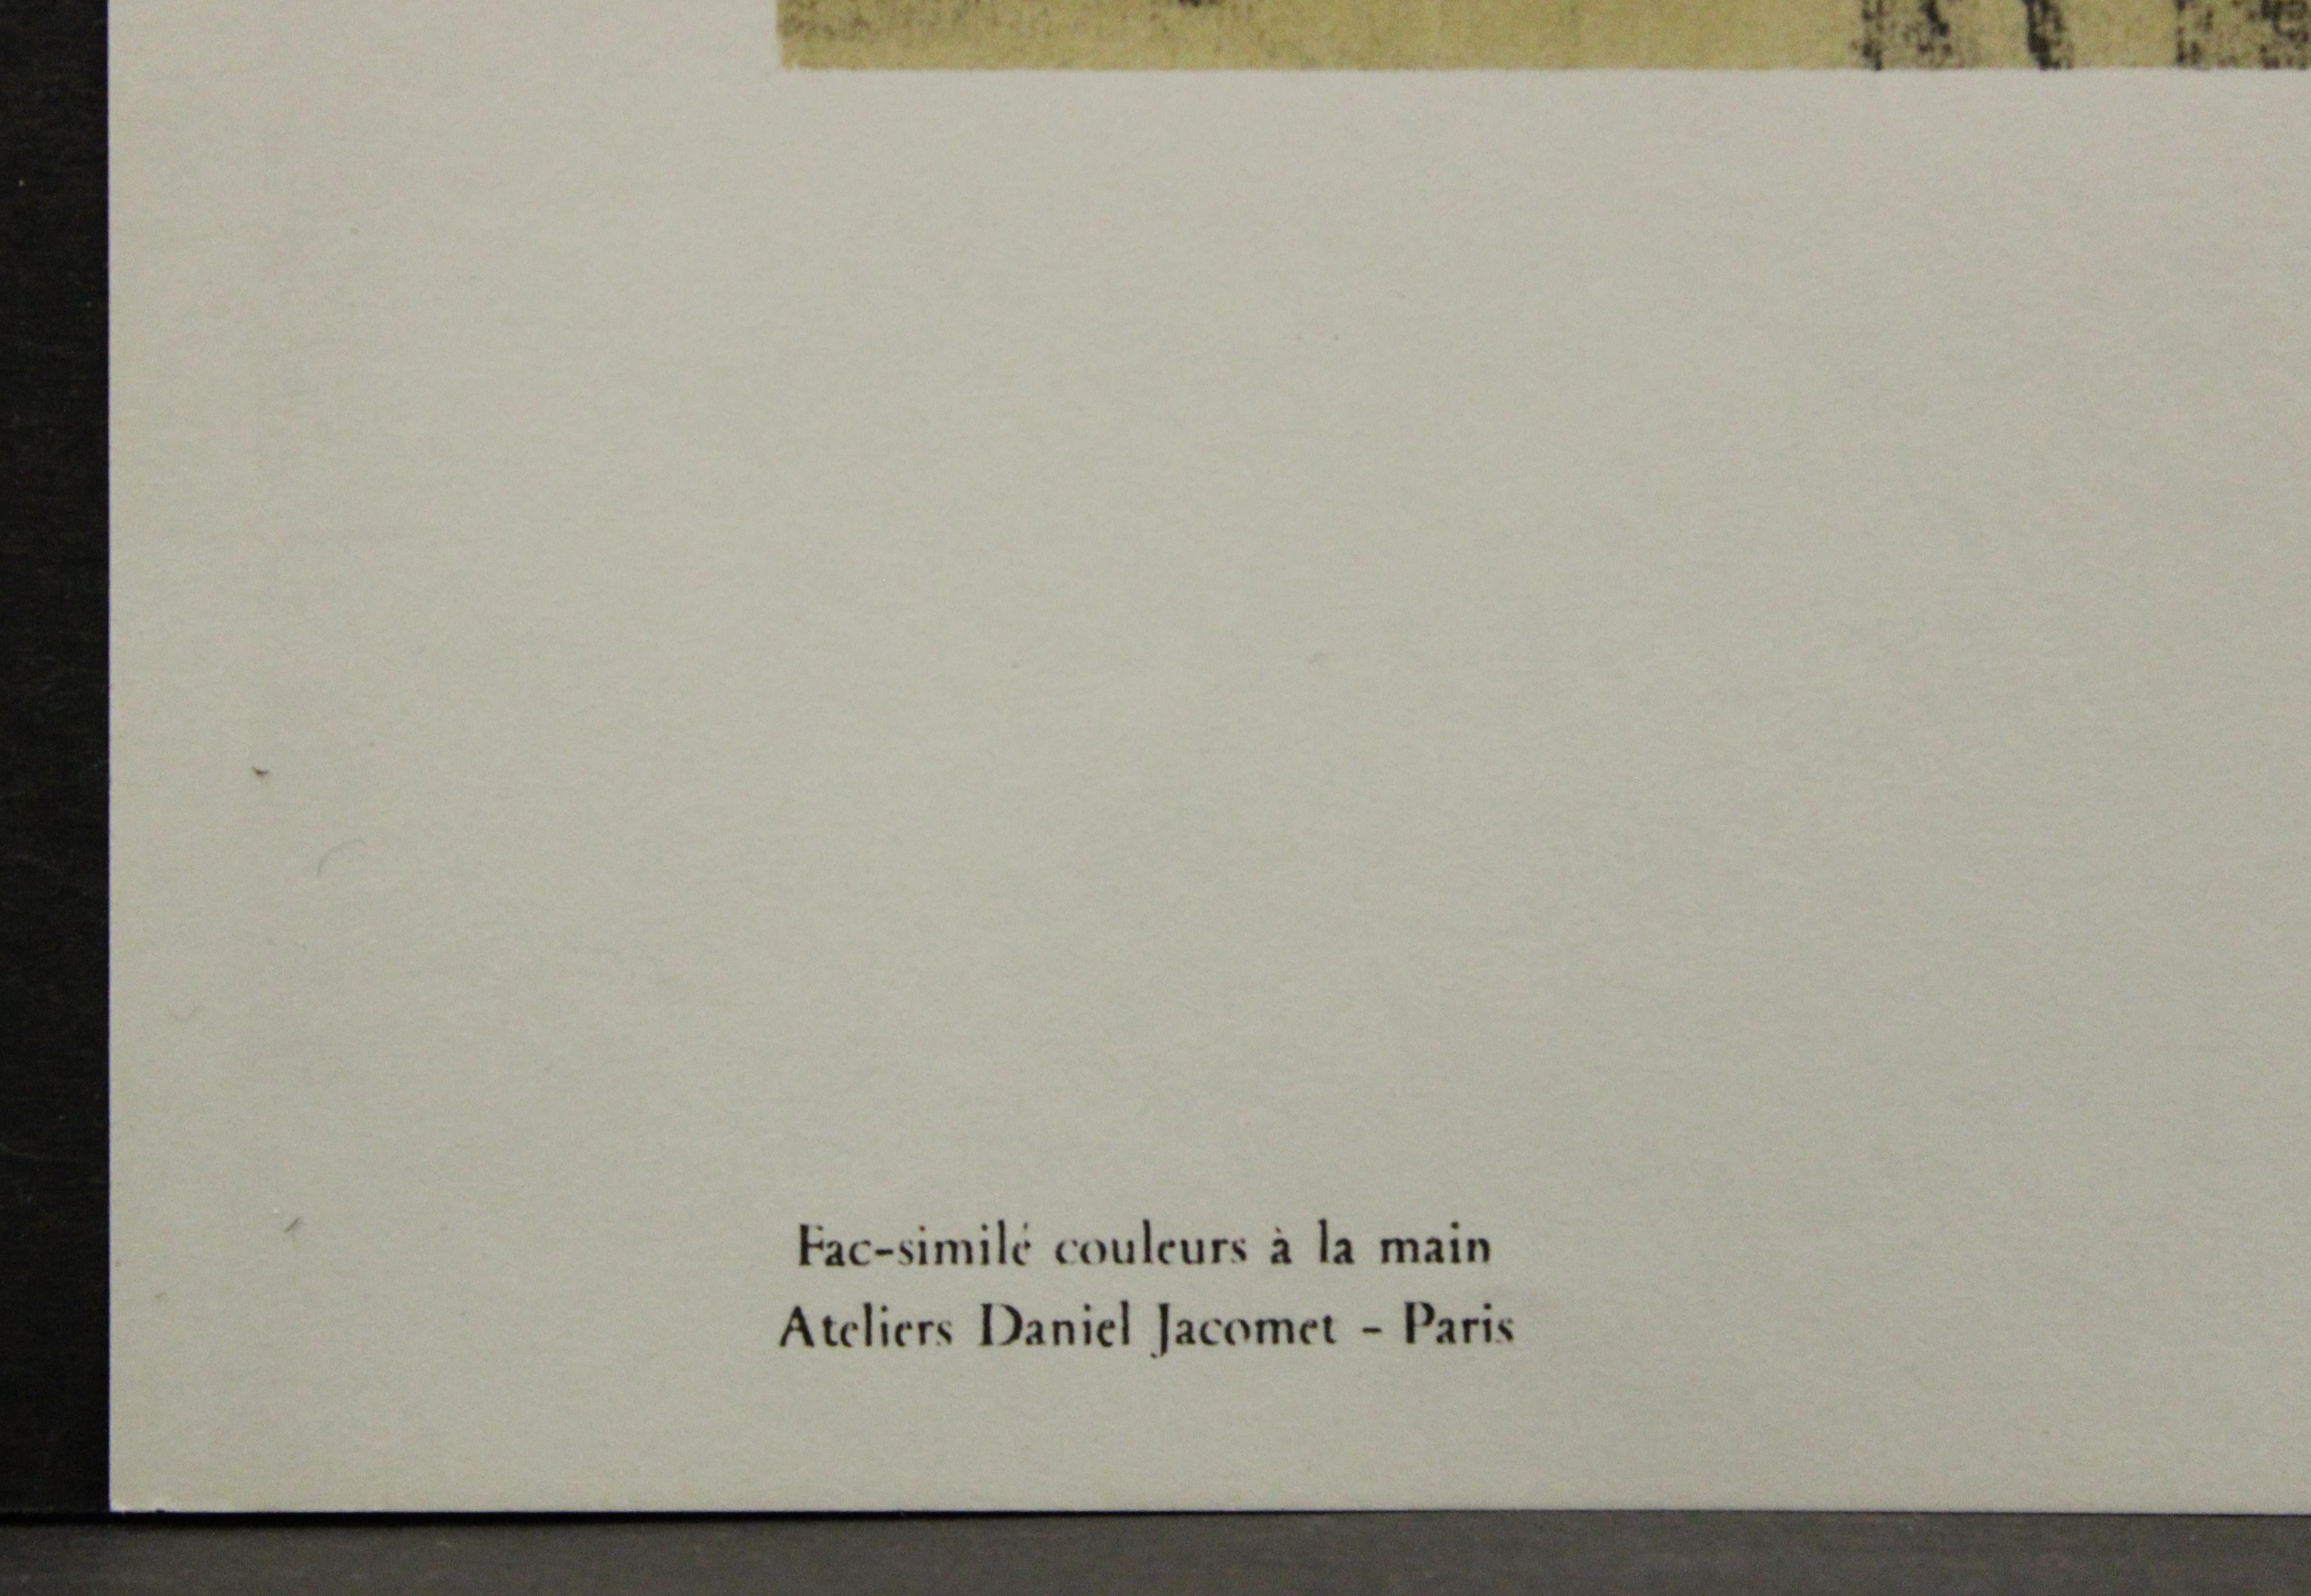 Fac-similé couleurs à la main
Ateliers Daniel Jacomet - Paris